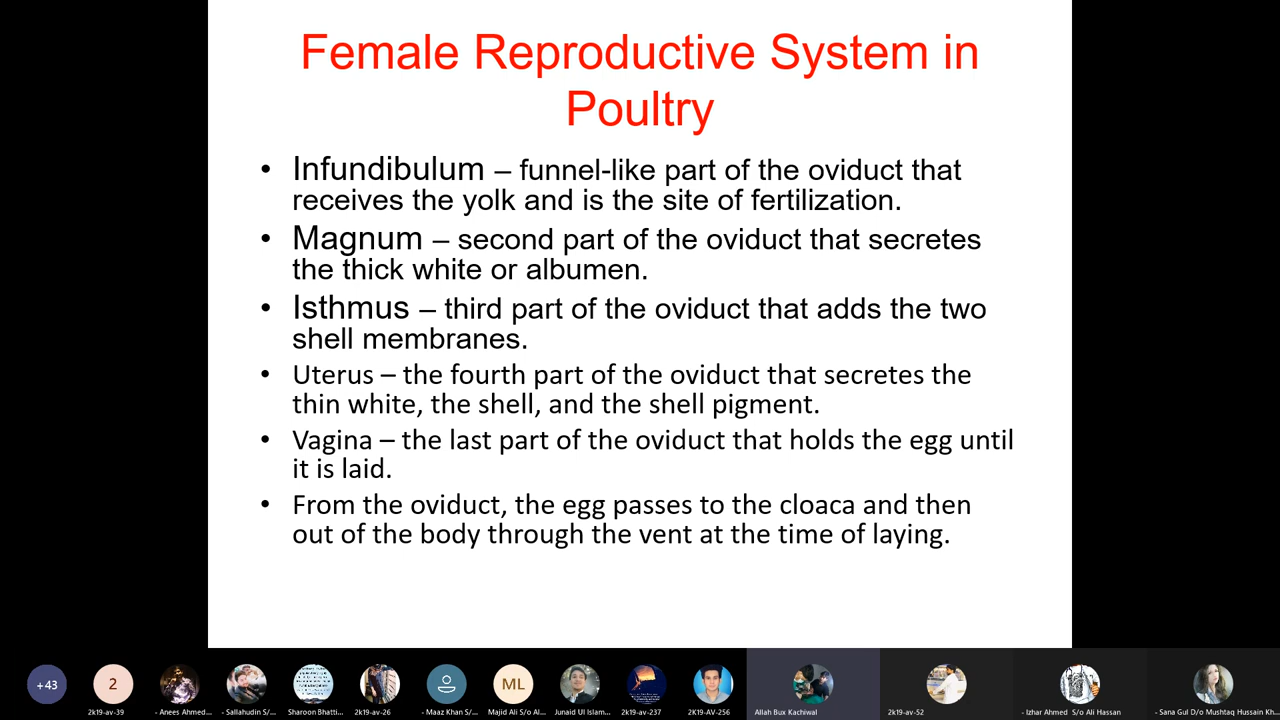 Female Reproductive System in
Poultry
• Infundibulum – funnel-like part of the oviduct that
receives the yolk and is the site of fertilization.
• Magnum – second part of the oviduct that secretes
the thick white or albumen.
• Isthmus – third part of the oviduct that adds the two
shell membranes.
• Uterus – the fourth part of the oviduct that secretes the
thin white, the shell, and the shell pigment.
• Vagina – the last part of the oviduct that holds the egg until
it is laid.
• From the oviduct, the egg passes to the cloaca and then
out of the body through the vent at the time of laying.
+43
2
ML
2k19-av-39
- Anees Ahmed...
- Sallahudin S/...
Sharoon Bhatti...
2k19-av-26
- Maaz Khan S/...
Majid Ali S/o Al...
Junaid Ul Islam...
2k19-av-237
2K19-AV-256
Allah Bux Kachiwal
2k19-av-52
- Izhar Ahmed S/o Ali Hassan
- Sana Gul D/o Mushtaq Hussain Kh...